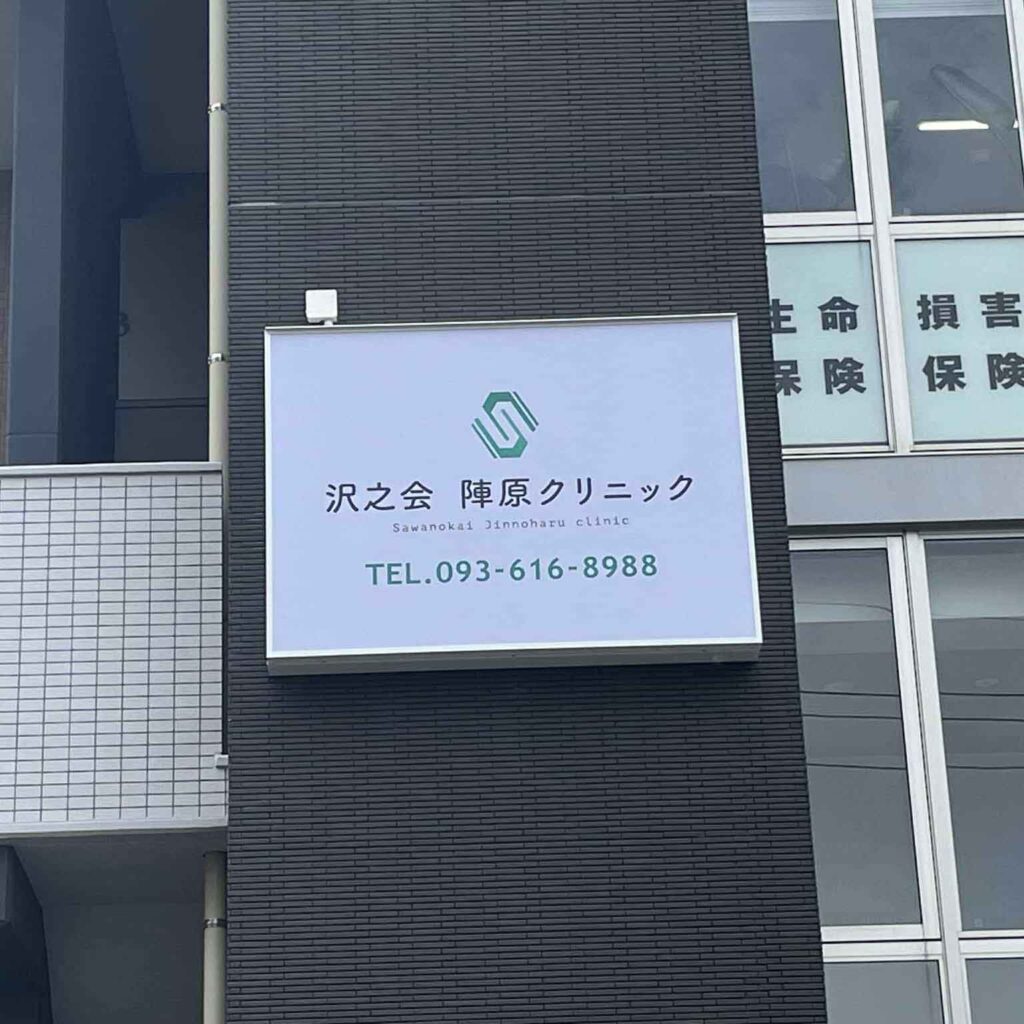 沢之会 陣原クリニック
Sawanokai Jinnoharu clinic
TEL.093-616-8988
生命
保険
損害
保険